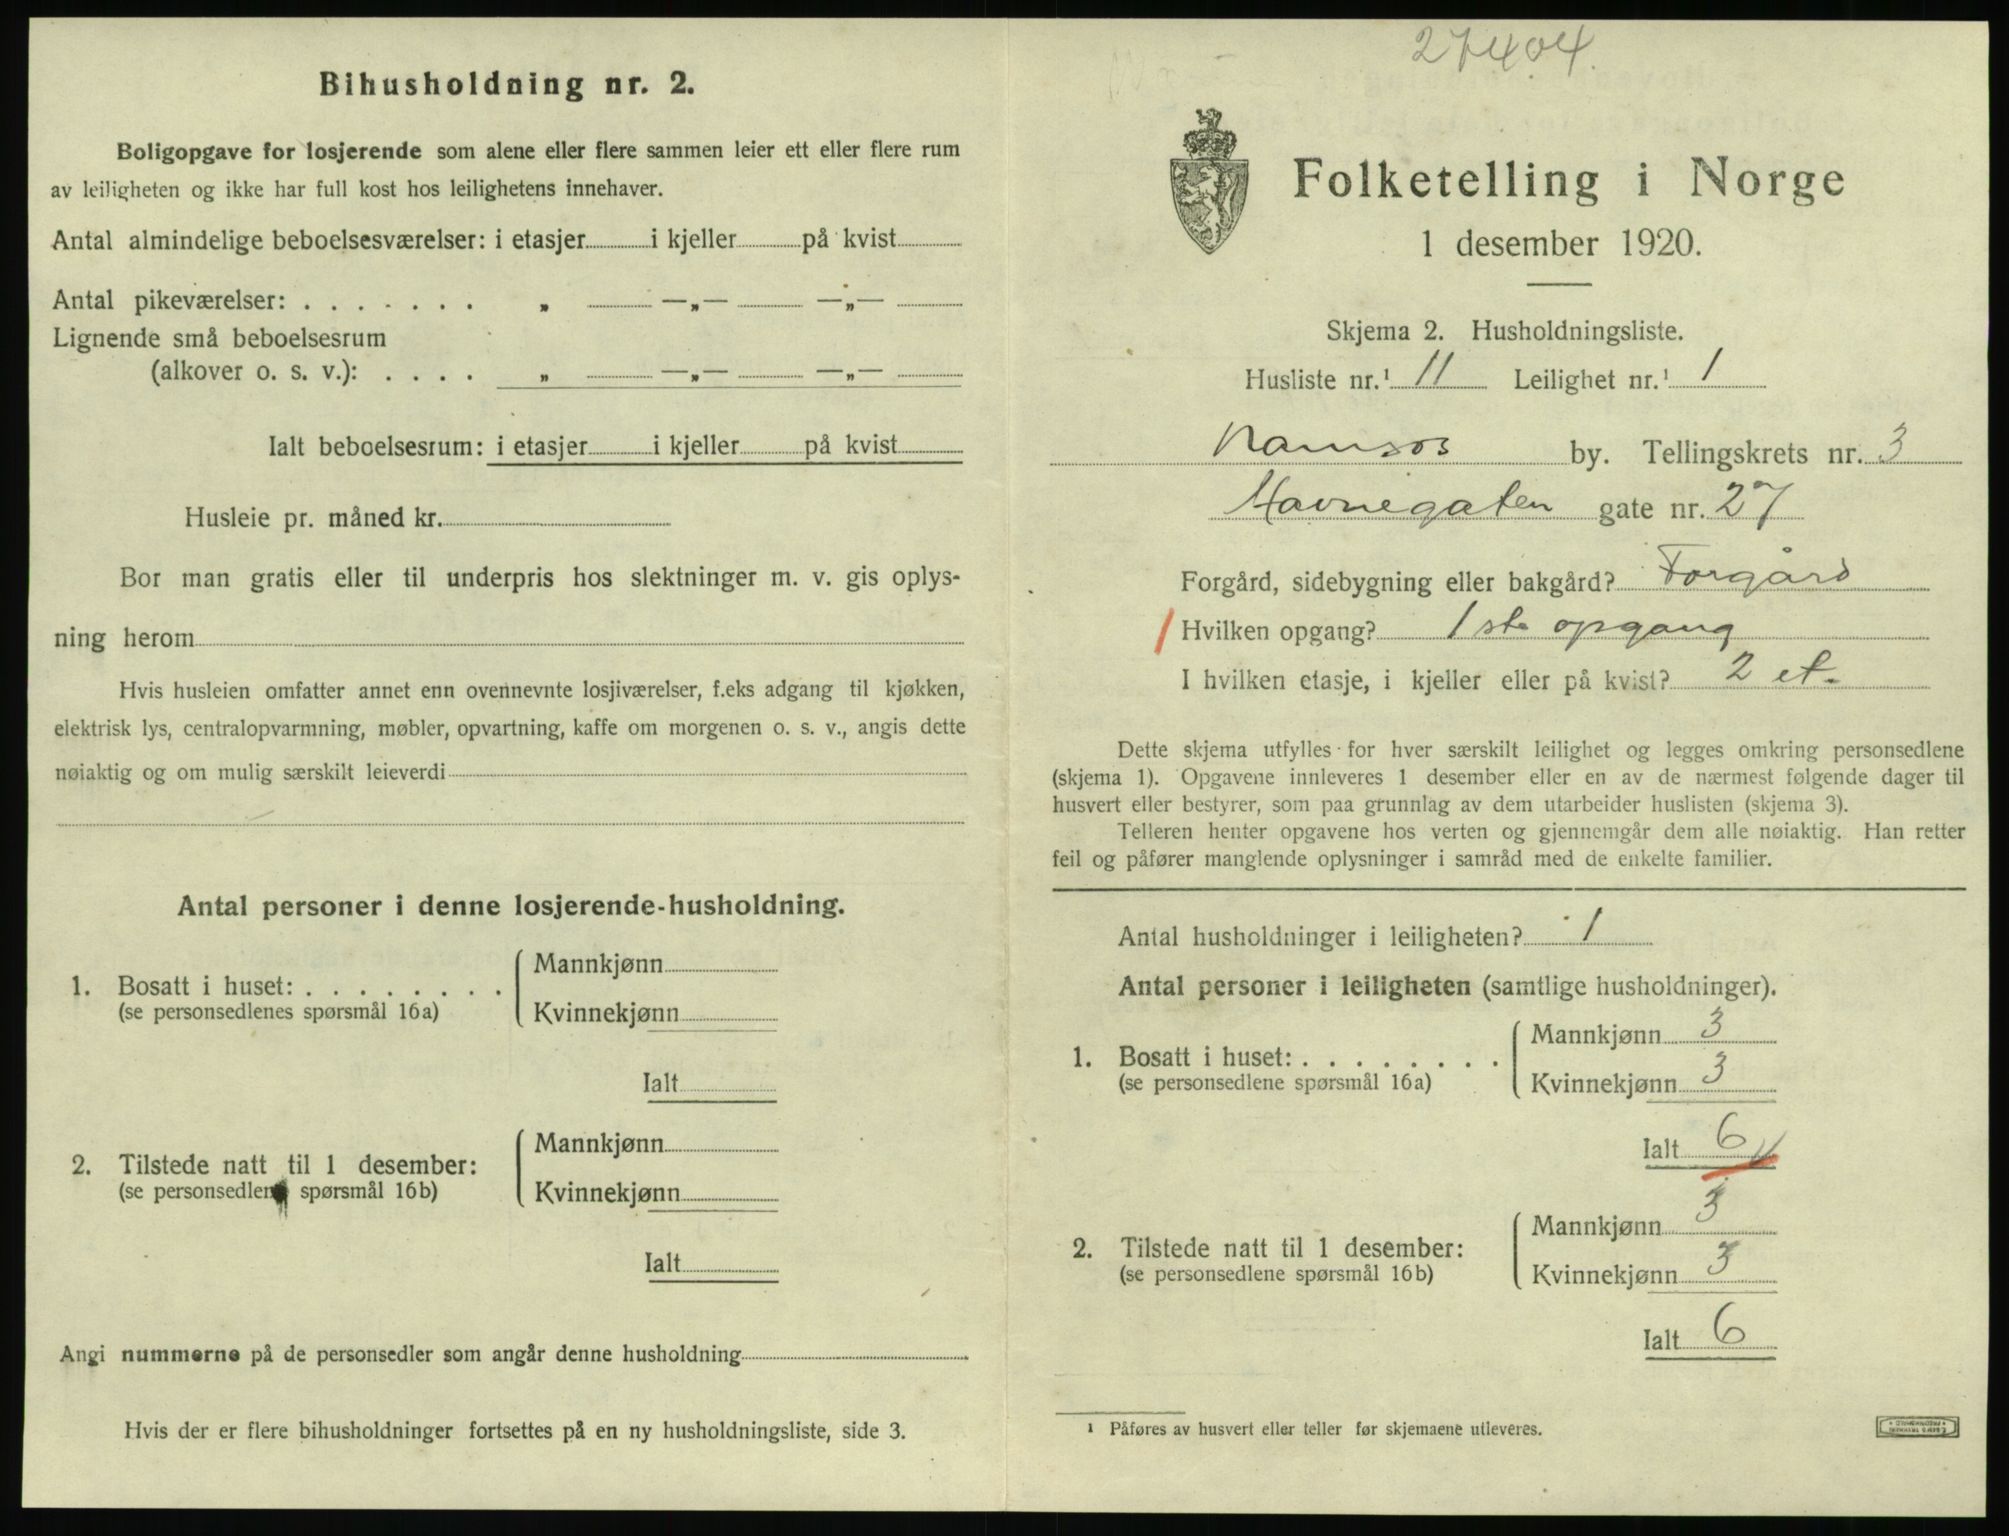 Bihusholdning nr. 2.
Boligopgave for losjerende som alene eller flere sammen leier ett eller flere rum
av leiligheten og ikke har full kost hos leilighetens innehaver.
Antal almindelige beboelsesværelser: i etasjer i kjeller på kvist
Antal pikeværelser: . . . . . . . „ —„— —„—
Lignende små beboelsesrum
(alkover o. s. v.): . . . . „ —„— —„—
Ialt beboelsesrum: i etasjer i kjeller på kvist
Husleie pr. måned kr.
Bor man gratis eller til underpris hos slektninger m. v. gis oplys-
ning herom
Hvis husleien omfatter annet enn ovennevnte losjiværelser, f.eks adgang til kjøkken,
elektrisk lys, centralopvarmning, møbler, opvartning, kaffe om morgenen o. s. v., angis dette
nøiaktig og om mulig særskilt leieverdi
Antal personer i denne losjerende-husholdning.
1. Bosatt i huset: . . . . . . . . Mannkjønn
(se personsedlenes spørsmål 16a) Kvinnekjønn
Ialt
2. Tilstede natt til 1 desember: Mannkjønn
(se personsedlene spørsmål 16b) Kvinnekjønn
Ialt
Angi nummerne på de personsedler som angår denne husholdning
Hvis der er flere bihusholdninger fortsettes på en ny husholdningsliste, side 3.
27404.
Folketelling i Norge
1 desember 1920.
Skjema 2. Husholdningsliste.
Husliste nr.¹ 11 Leilighet nr.¹ 1
Namsos by. Tellingskrets nr. 3
Havnegaten gate nr. 27
Forgård, sidebygning eller bakgård? Forgård
1 Hvilken opgang? 1ste opgang
I hvilken etasje, i kjeller eller på kvist? 2 et.
Dette skjema utfylles for hver særskilt leilighet og legges omkring personsedlene
(skjema 1). Opgavene innleveres 1 desember eller en av de nærmest følgende dager til
husvert eller bestyrer, som paa grunnlag av dem utarbeider huslisten (skjema 3).
Telleren henter opgavene hos verten og gjennemgår dem alle nøiaktig. Han retter
feil og påfører manglende oplysninger i samråd med de enkelte familier.
Antal husholdninger i leiligheten? 1
Antal personer i leiligheten (samtlige husholdninger).
1. Bosatt i huset: . . . . . . . . Mannkjønn 3
(se personsedlene spørsmål 16a) Kvinnekjønn 3
Ialt 6
2. Tilstede natt til 1 desember: Mannkjønn 3
(se personsedlene spørsmål 16b) Kvinnekjønn 3
Ialt 6
¹ Påføres av husvert eller teller før skjemaene utleveres.